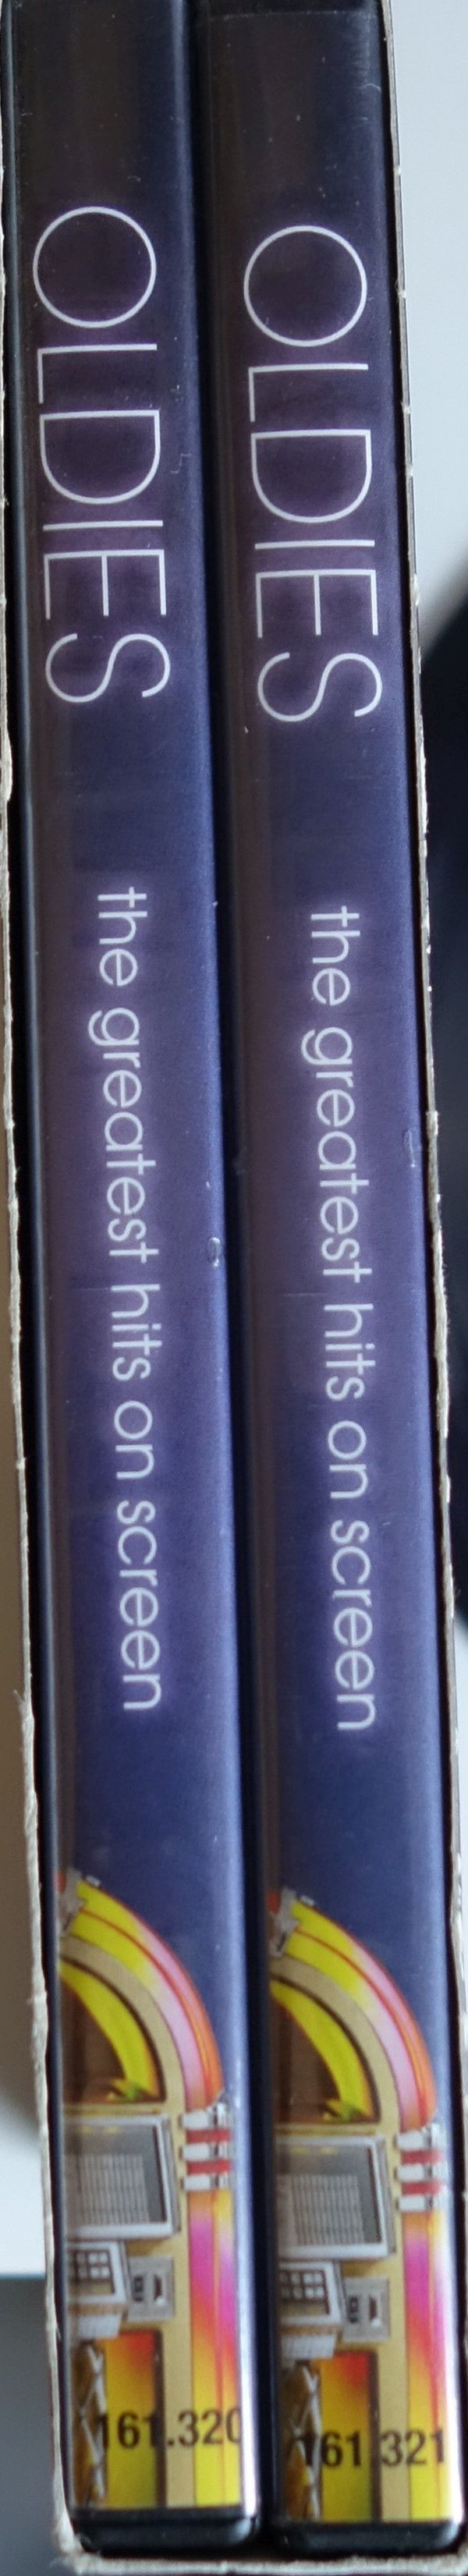 OLDIES
the greatest hits on screen
161.320
OLDIES
the greatest hits on screen
161.321